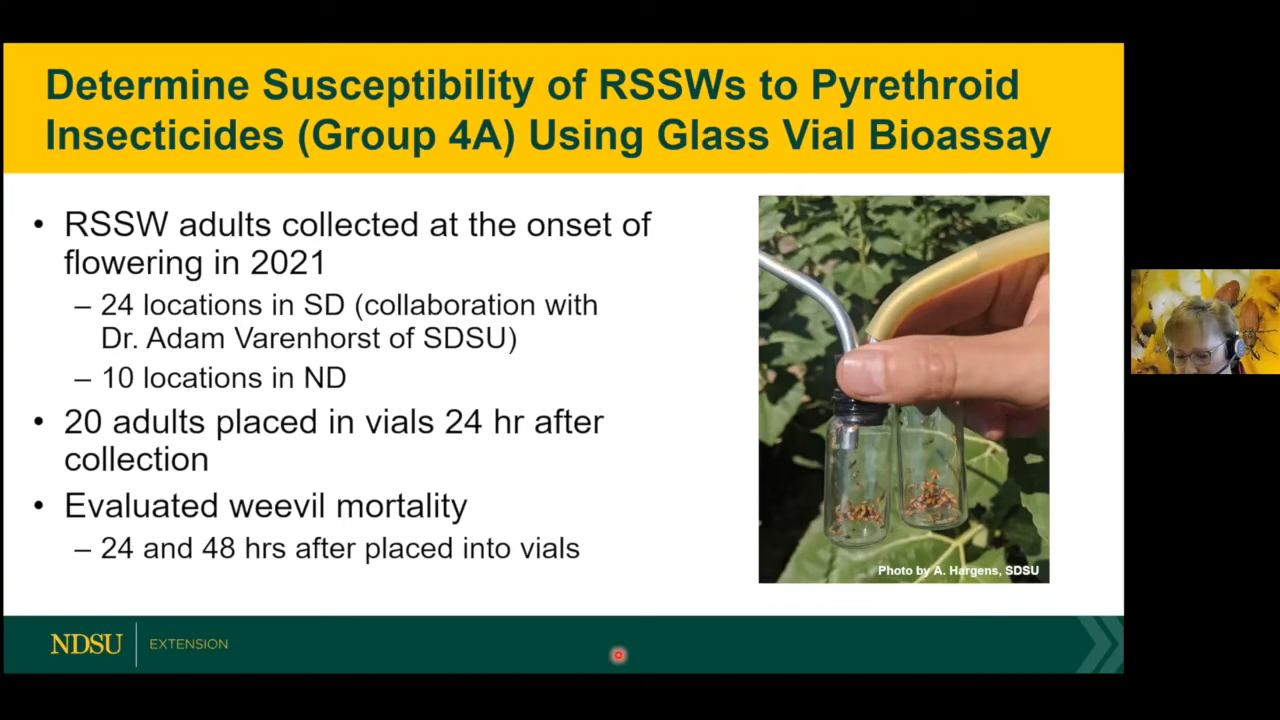 Determine Susceptibility of RSSWs to Pyrethroid
Insecticides (Group 4A) Using Glass Vial Bioassay
• RSSW adults collected at the onset of
flowering in 2021
– 24 locations in SD (collaboration with
Dr. Adam Varenhorst of SDSU)
– 10 locations in ND
• 20 adults placed in vials 24 hr after
collection
• Evaluated weevil mortality
– 24 and 48 hrs after placed into vials
Photo by A. Hargens, SDSU
NDSU EXTENSION